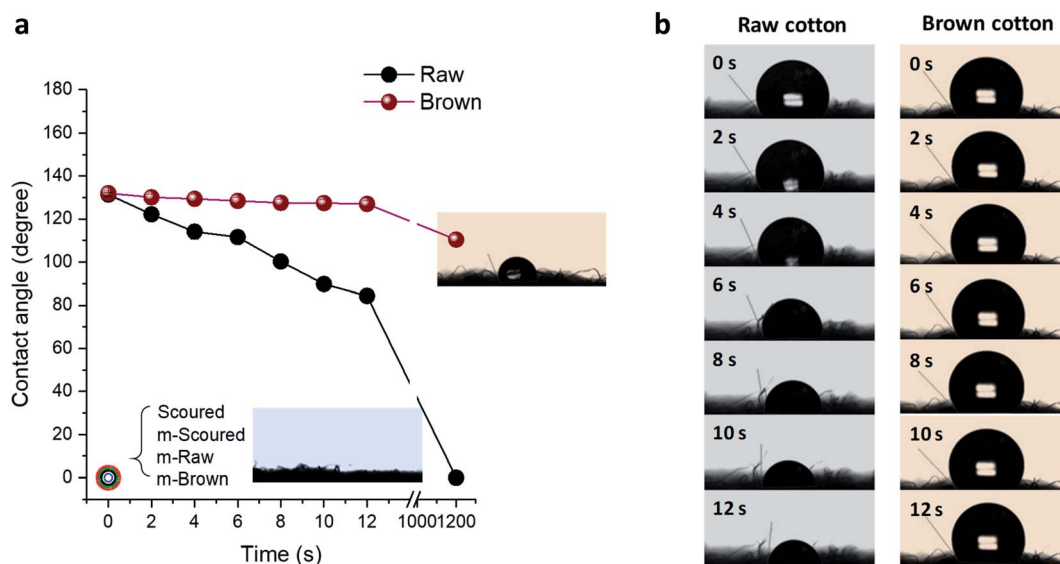 a
Raw
Brown
180
160
140
120
100
80
60
40
20
0
Contact angle (degree)
Scoured
m-Scoured
m-Raw
m-Brown
0 2 4 6 8 10 12 1000 1200
Time (s)
b
Raw cotton Brown cotton
0 s 0 s
2 s 2 s
4 s 4 s
6 s 6 s
8 s 8 s
10 s 10 s
12 s 12 s